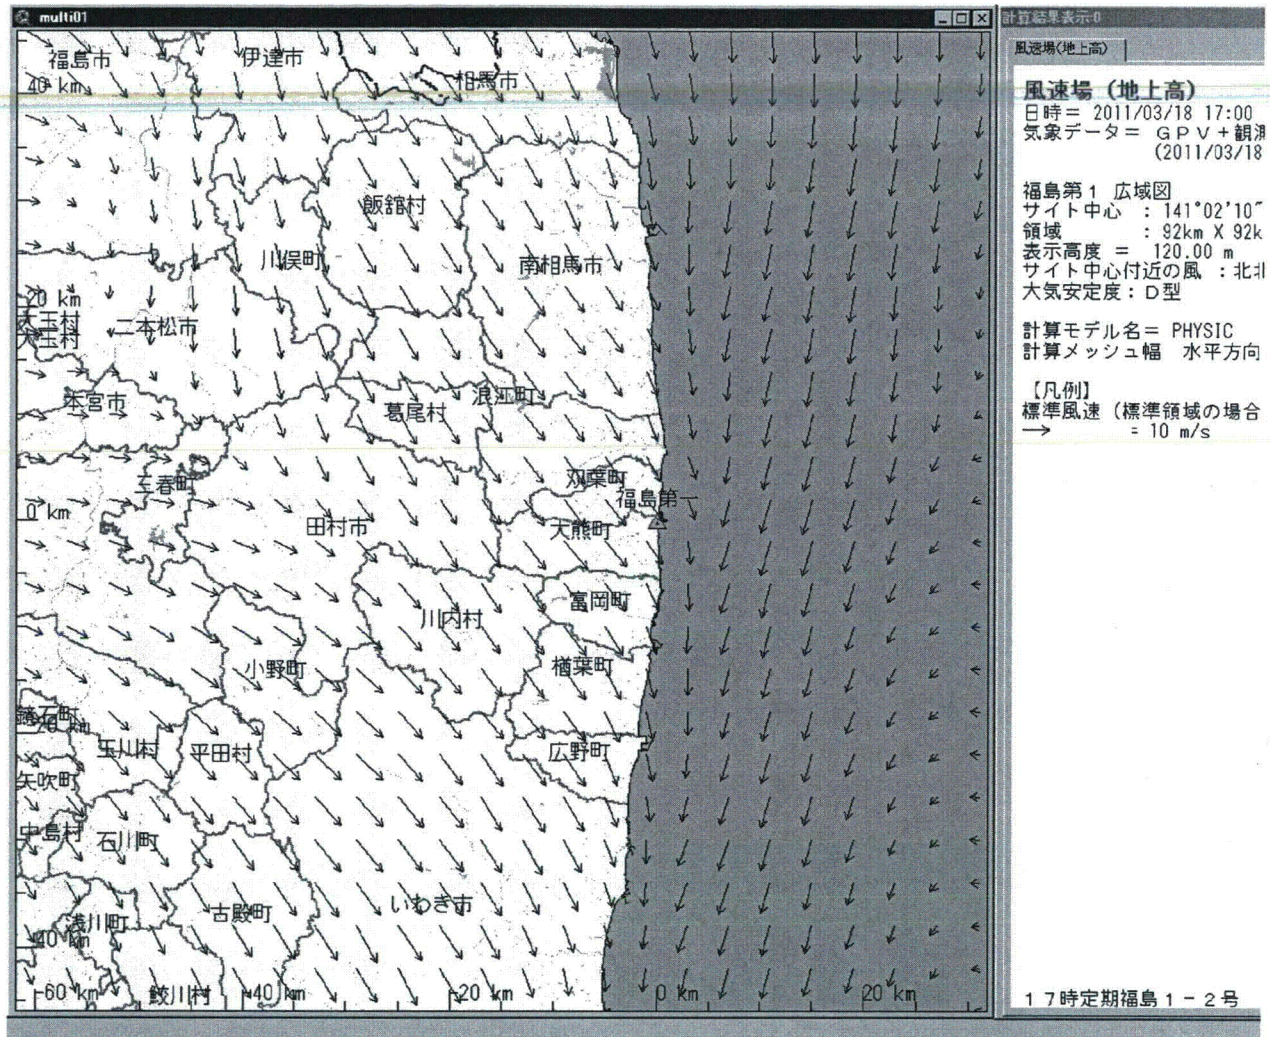 multi01
計算結果表示:0
風速場(地上高)
風速場(地上高)
日時= 2011/03/18 17:00
気象データ= GPV+観測
(2011/03/18
福島第1 広域図
サイト中心 : 141°02'10"
領域 : 92km X 92k
表示高度 = 120.00 m
サイト中心付近の風 :北北
大気安定度:D型
計算モデル名= PHYSIC
計算メッシュ幅 水平方向
【凡例】
標準風速(標準領域の場合
→ = 10 m/s
17時定期福島1-2号
福島市
伊達市
相馬市
40 km
飯舘村
川俣町
南相馬市
20 km
大玉村
大玉村
二本松市
本宮市
葛尾村
浪江町
三春町
双葉町
福島第一
0 km
田村市
大熊町
川内村
富岡町
小野町
楢葉町
鏡石町
玉川村
平田村
広野町
矢吹町
中島村
石川町
古殿町
いわき市
浅川町
-40 km
-60 km
鮫川村
-40 km
-20 km
0 km
20 km